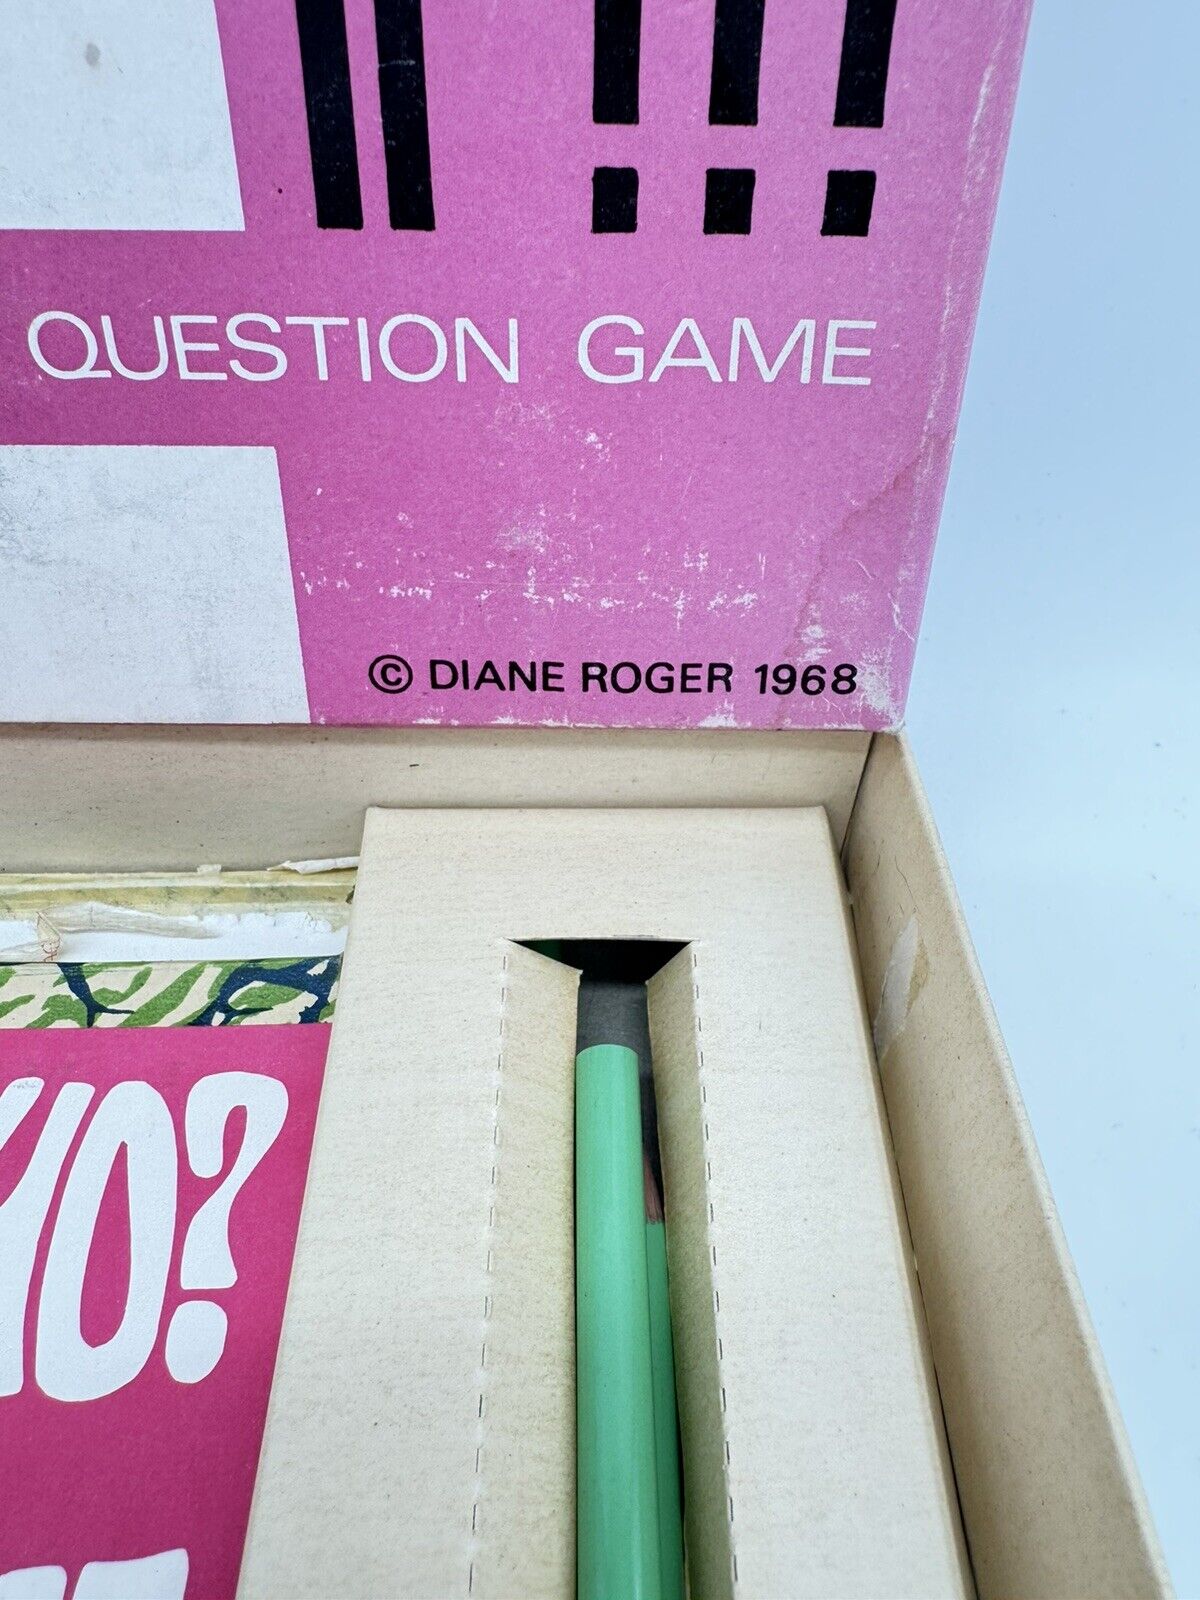 !!!
QUESTION GAME
© DIANE ROGER 1968
?